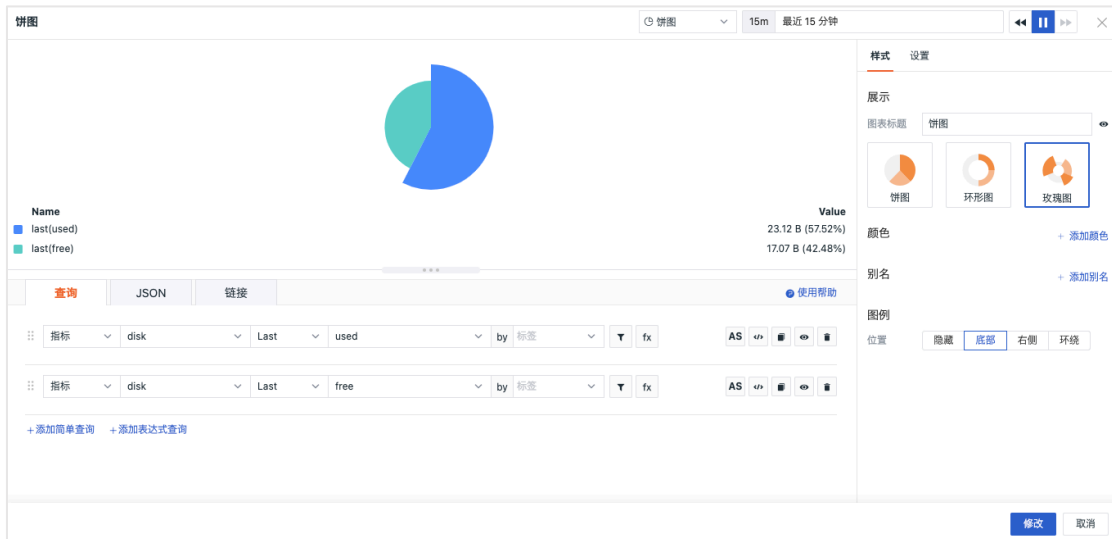 饼图 饼图 15m 最近 15 分钟
样式 设置
展示
图表标题 饼图
饼图 环形图 玫瑰图
Name Value
last(used) 23.12 B (57.52%)
last(free) 17.07 B (42.48%)
颜色 + 添加颜色
别名 + 添加别名
图例
位置 隐藏 底部 右侧 环绕
查询 JSON 链接 使用帮助
指标 disk Last used by 标签 fx AS </>
指标 disk Last free by 标签 fx AS </>
+添加简单查询 +添加表达式查询
修改 取消